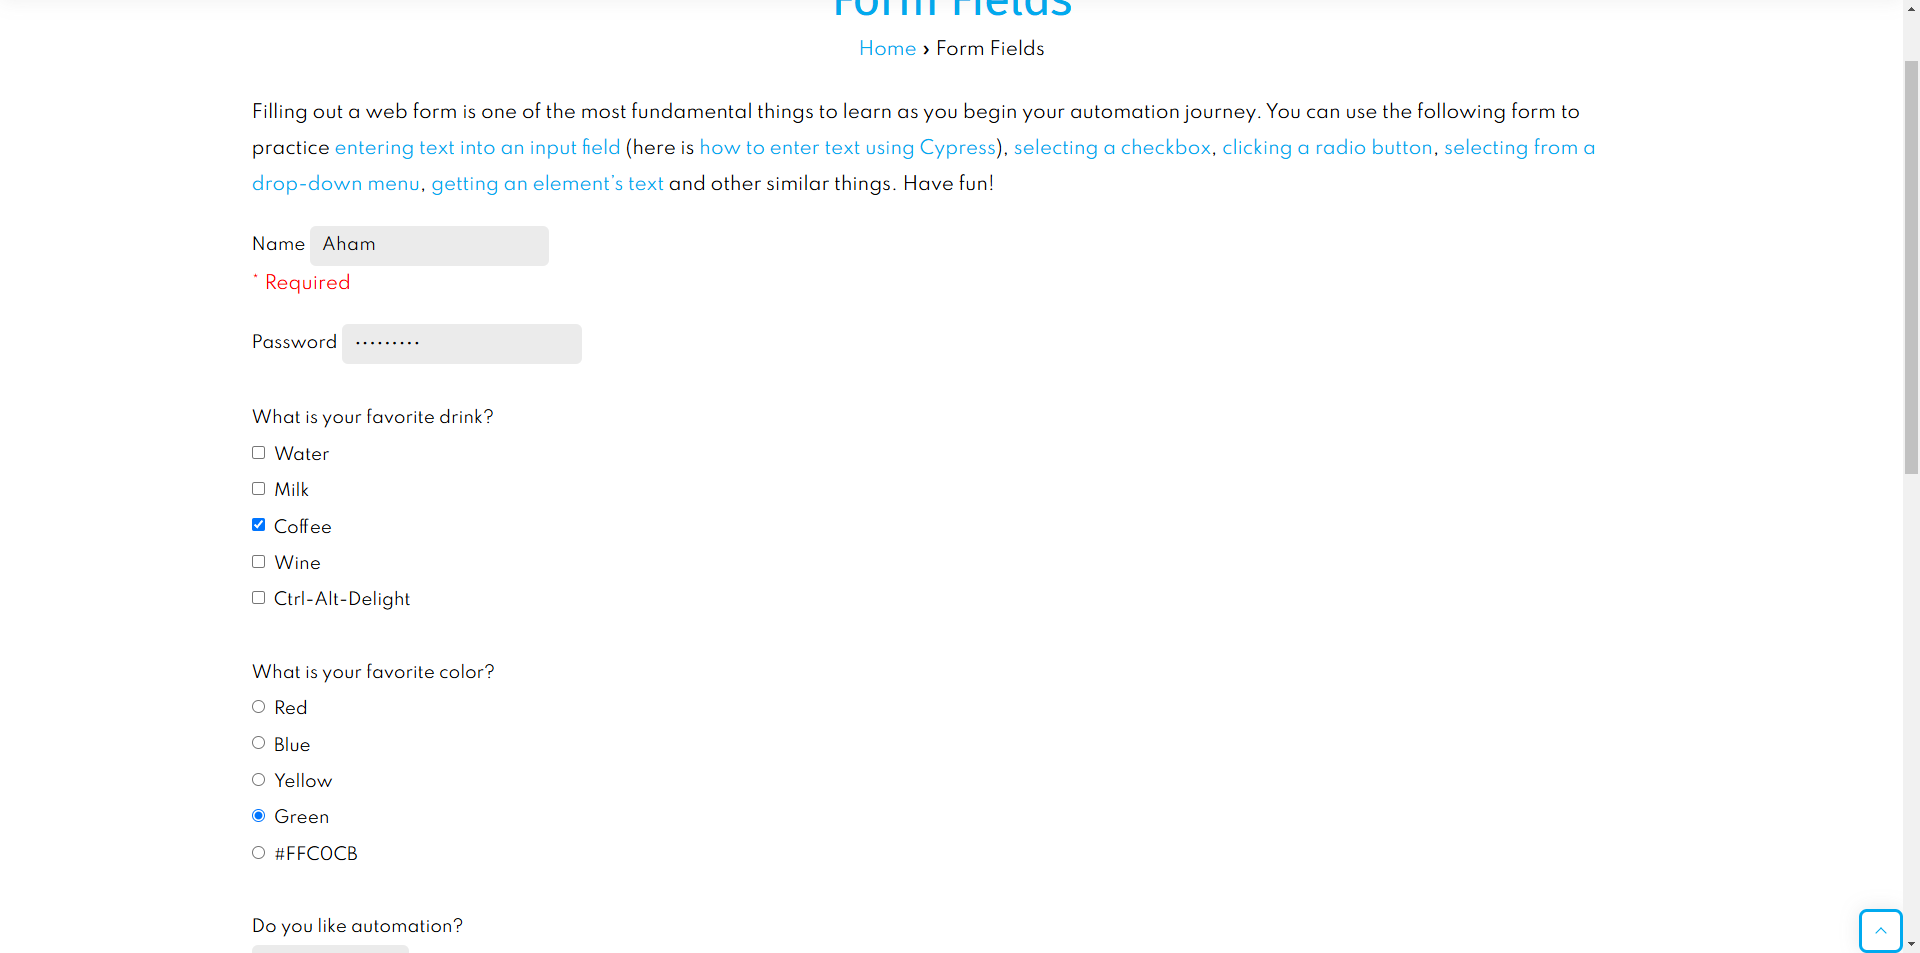 Form Fields
Home › Form Fields
Filling out a web form is one of the most fundamental things to learn as you begin your automation journey. You can use the following form to
practice entering text into an input field (here is how to enter text using Cypress), selecting a checkbox, clicking a radio button, selecting from a
drop-down menu, getting an element's text and other similar things. Have fun!
Name Aham
* Required
Password •••••••••
What is your favorite drink?
Water
Milk
Coffee
Wine
Ctrl-Alt-Delight
What is your favorite color?
Red
Blue
Yellow
Green
#FFC0CB
Do you like automation?